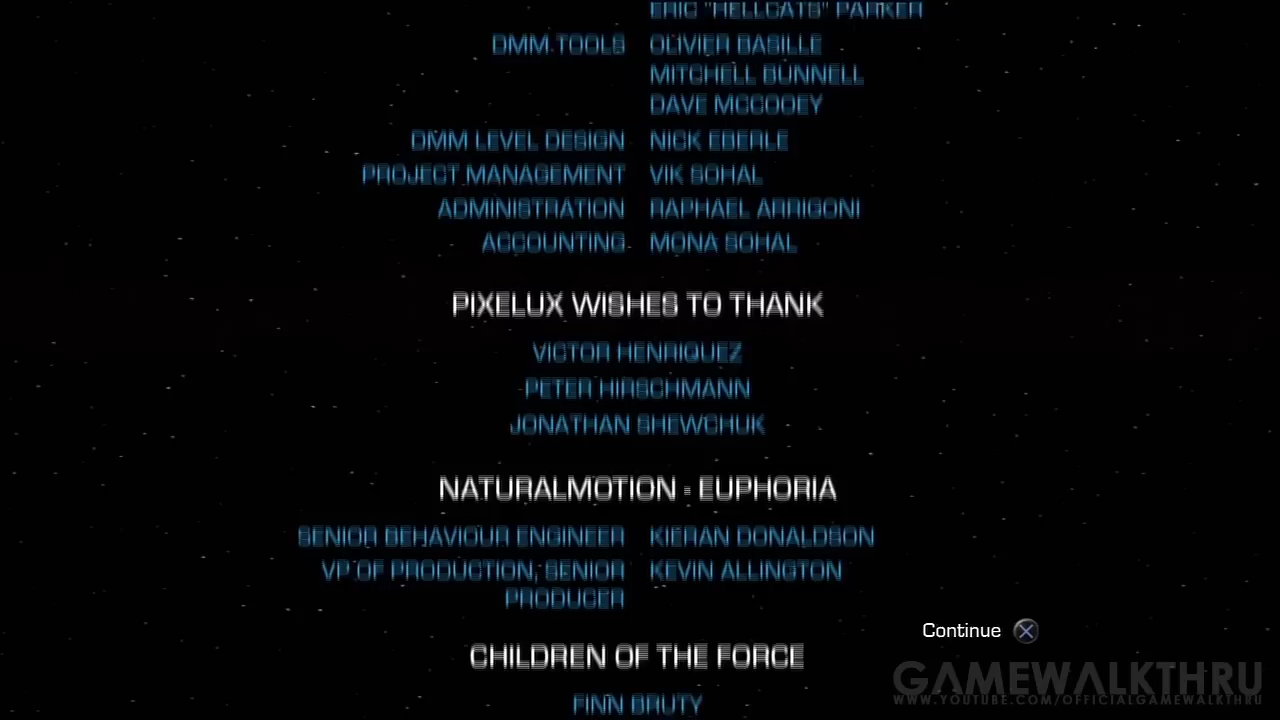 ERIC "HELLCATS" PARKER
DMM TOOLS OLIVIER BASILLE
MITCHELL BUNNELL
DAVE MCCOOEY
DMM LEVEL DESIGN NICK EBERLE
PROJECT MANAGEMENT VIK SOHAL
ADMINISTRATION RAPHAEL ARRIGONI
ACCOUNTING MONA SOHAL
PIXELUX WISHES TO THANK
VICTOR HENRIQUEZ
PETER HIRSCHMANN
JONATHAN SHEWCHUK
NATURALMOTION - EUPHORIA
SENIOR BEHAVIOUR ENGINEER KIERAN DONALDSON
VP OF PRODUCTION, SENIOR KEVIN ALLINGTON
PRODUCER
Continue
CHILDREN OF THE FORCE
FINN BRUTY
GAMEWALKTHRU
WWW.YOUTUBE.COM/OFFICIALGAMEWALKTHRU